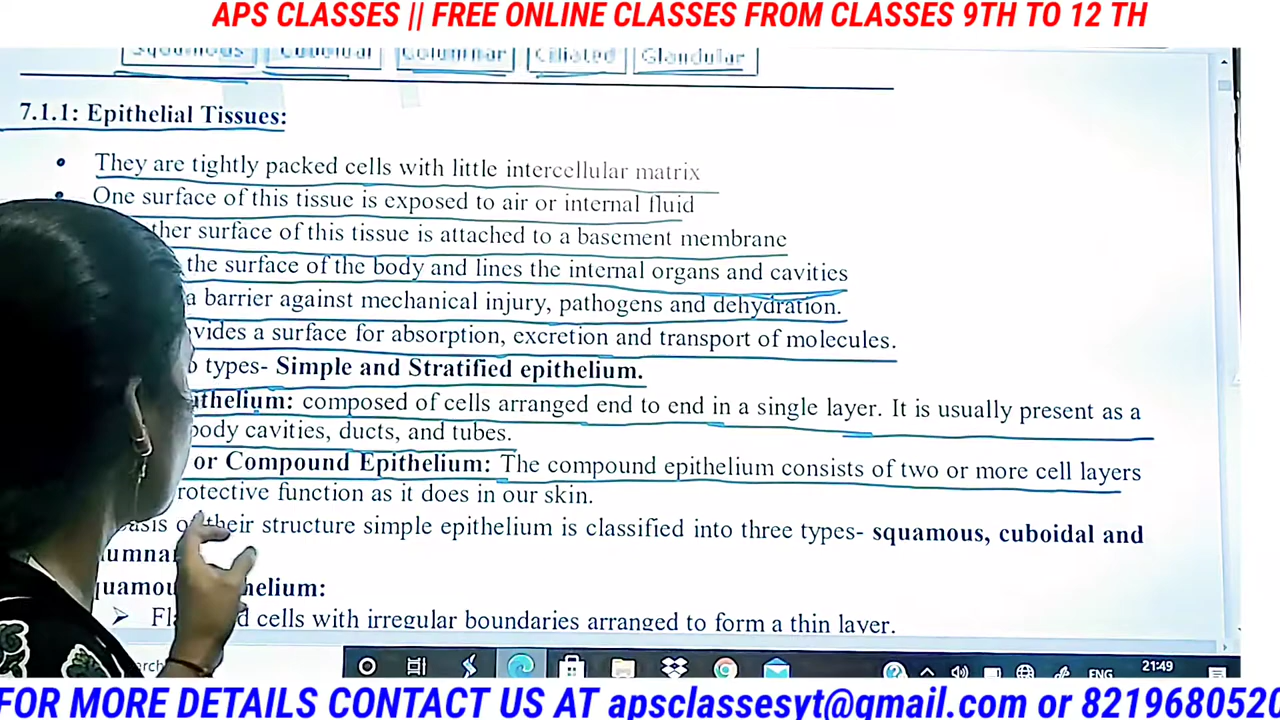 APS CLASSES || FREE ONLINE CLASSES FROM CLASSES 9TH TO 12 TH
Squamous Cuboidal Columnar Ciliated Glandular
7.1.1: Epithelial Tissues:
• They are tightly packed cells with little intercellular matrix
• One surface of this tissue is exposed to air or internal fluid
ther surface of this tissue is attached to a basement membrane
the surface of the body and lines the internal organs and cavities
a barrier against mechanical injury, pathogens and dehydration.
vides a surface for absorption, excretion and transport of molecules.
types- Simple and Stratified epithelium.
thelium: composed of cells arranged end to end in a single layer. It is usually present as a
body cavities, ducts, and tubes.
or Compound Epithelium: The compound epithelium consists of two or more cell layers
rotective function as it does in our skin.
asis of their structure simple epithelium is classified into three types- squamous, cuboidal and
lumna
quamou helium:
➢ Fla d cells with irregular boundaries arranged to form a thin layer.
earch
ENG
21:49
FOR MORE DETAILS CONTACT US AT apsclassesyt@gmail.com or 8219680520